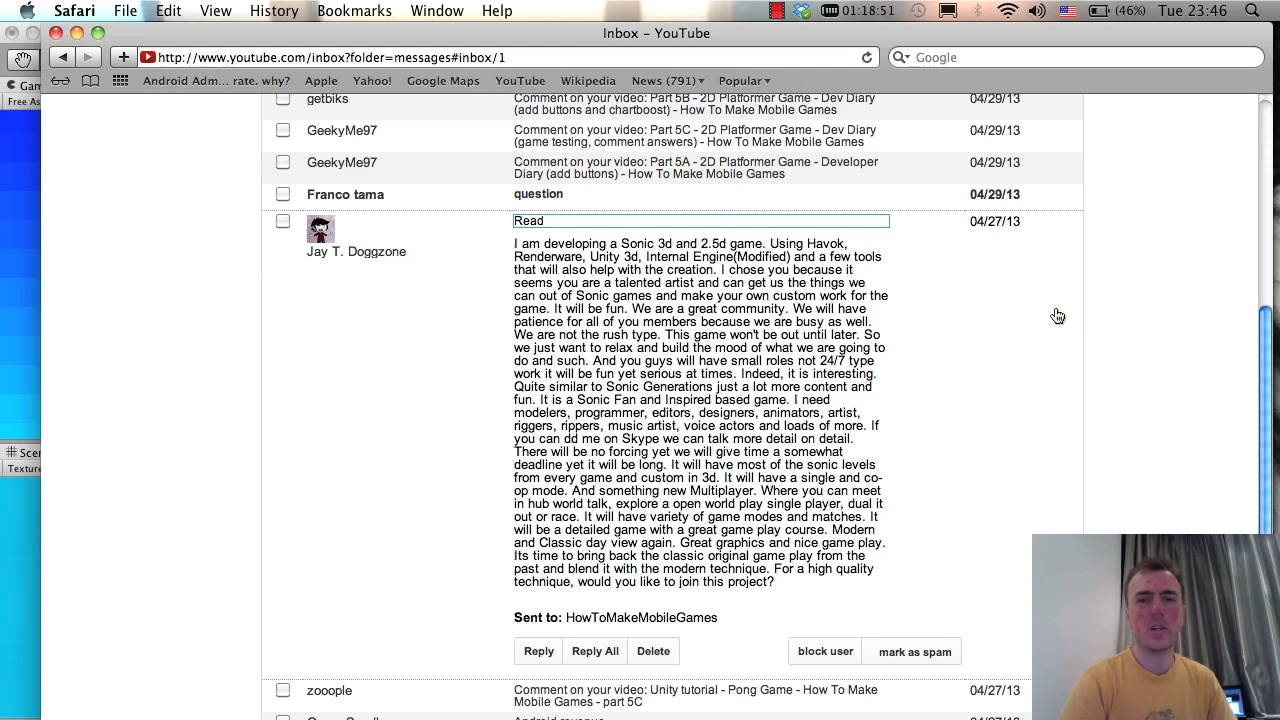 Safari File Edit View History Bookmarks Window Help 01:18:51 (46%) Tue 23:46
Inbox – YouTube
http://www.youtube.com/inbox?folder=messages#inbox/1
Google
Android Adm... rate. why? Apple Yahoo! Google Maps YouTube Wikipedia News (791) Popular
Gam
Free As
getbiks Comment on your video: Part 5B - 2D Platformer Game - Dev Diary 04/29/13
(add buttons and chartboost) - How To Make Mobile Games
GeekyMe97 Comment on your video: Part 5C - 2D Platformer Game - Dev Diary 04/29/13
(game testing, comment answers) - How To Make Mobile Games
GeekyMe97 Comment on your video: Part 5A - 2D Platformer Game - Developer 04/29/13
Diary (add buttons) - How To Make Mobile Games
Franco tama question 04/29/13
Read 04/27/13
Jay T. Doggzone
I am developing a Sonic 3d and 2.5d game. Using Havok,
Renderware, Unity 3d, Internal Engine(Modified) and a few tools
that will also help with the creation. I chose you because it
seems you are a talented artist and can get us the things we
can out of Sonic games and make your own custom work for the
game. It will be fun. We are a great community. We will have
patience for all of you members because we are busy as well.
We are not the rush type. This game won't be out until later. So
we just want to relax and build the mood of what we are going to
do and such. And you guys will have small roles not 24/7 type
work it will be fun yet serious at times. Indeed, it is interesting.
Quite similar to Sonic Generations just a lot more content and
fun. It is a Sonic Fan and Inspired based game. I need
modelers, programmer, editors, designers, animators, artist,
riggers, rippers, music artist, voice actors and loads of more. If
you can dd me on Skype we can talk more detail on detail.
There will be no forcing yet we will give time a somewhat
deadline yet it will be long. It will have most of the sonic levels
from every game and custom in 3d. It will have a single and co-
op mode. And something new Multiplayer. Where you can meet
in hub world talk, explore a open world play single player, dual it
out or race. It will have variety of game modes and matches. It
will be a detailed game with a great game play course. Modern
and Classic day view again. Great graphics and nice game play.
Its time to bring back the classic original game play from the
past and blend it with the modern technique. For a high quality
technique, would you like to join this project?
Scen
Texture
Sent to: HowToMakeMobileGames
Reply Reply All Delete block user mark as spam
zooople Comment on your video: Unity tutorial - Pong Game - How To Make 04/27/13
Mobile Games - part 5C